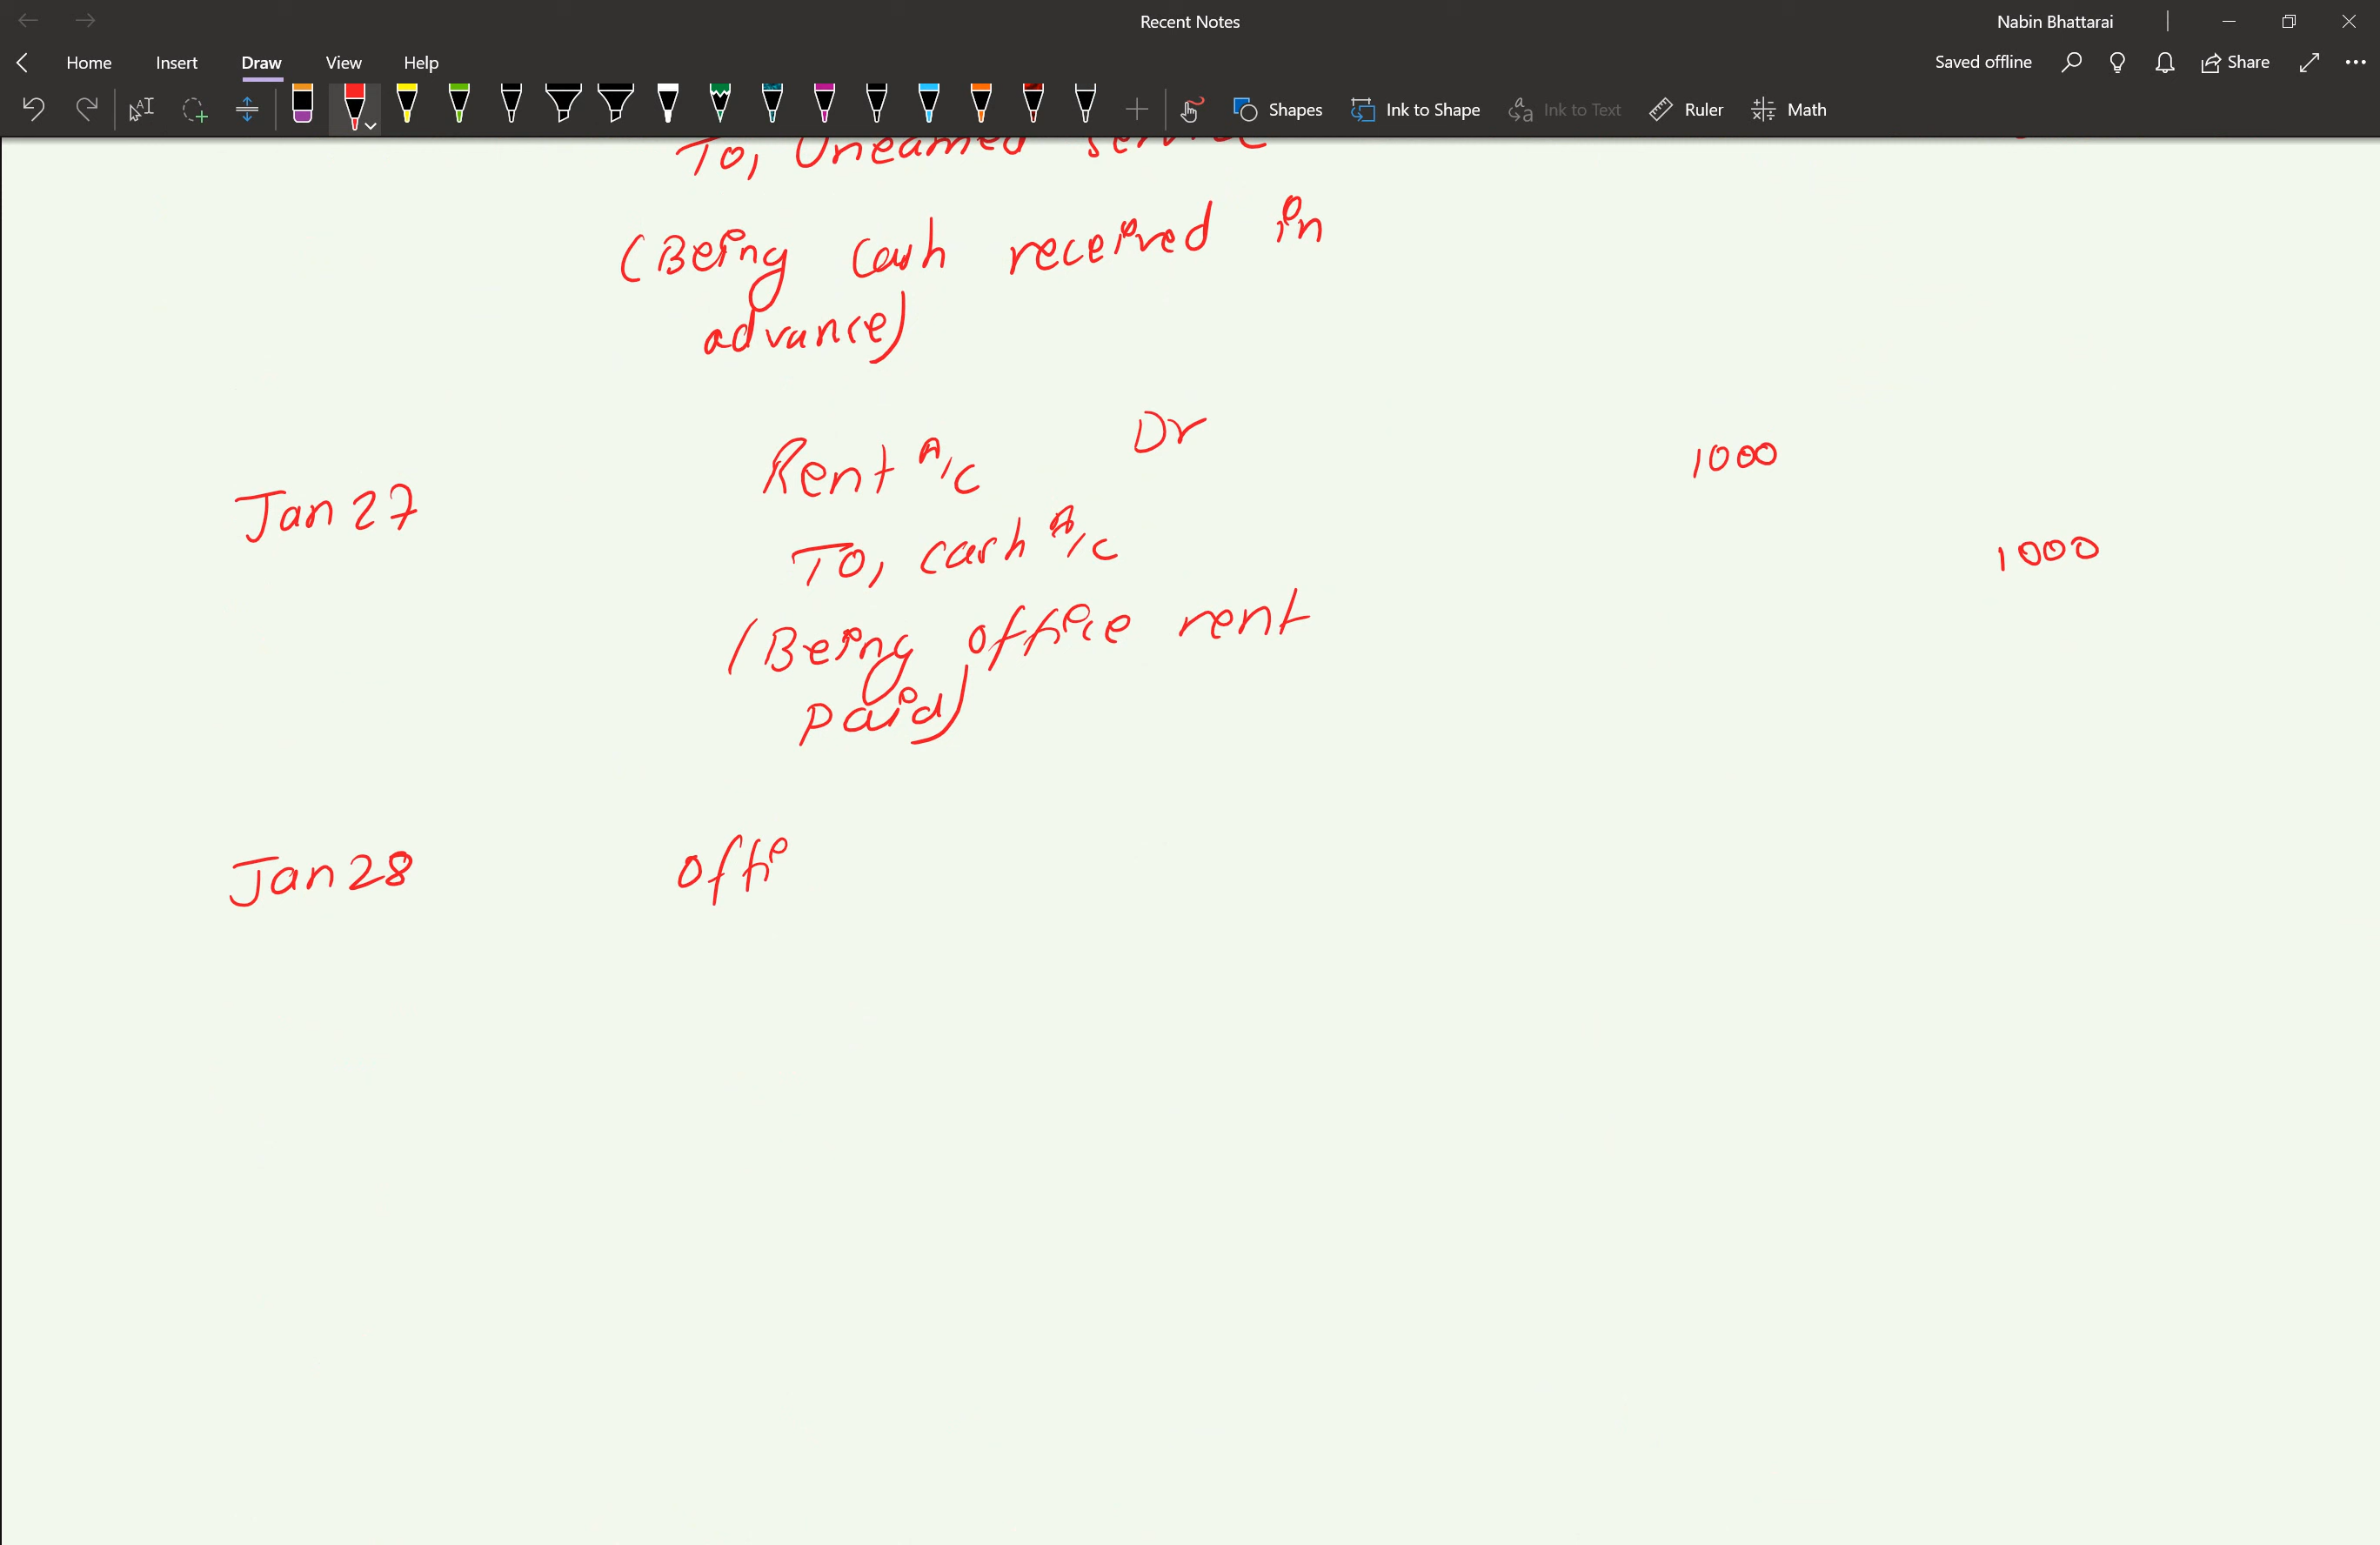 Recent Notes
Nabin Bhattarai
Home Insert Draw View Help
Saved offline
Share
Shapes
Ink to Shape
Ink to Text
Ruler
Math
To, Unearned service
(Being cash received in
advance)
Jan 27 Rent A/c Dr 1000
To, cash A/c 1000
(Being office rent
paid)
Jan 28 offi